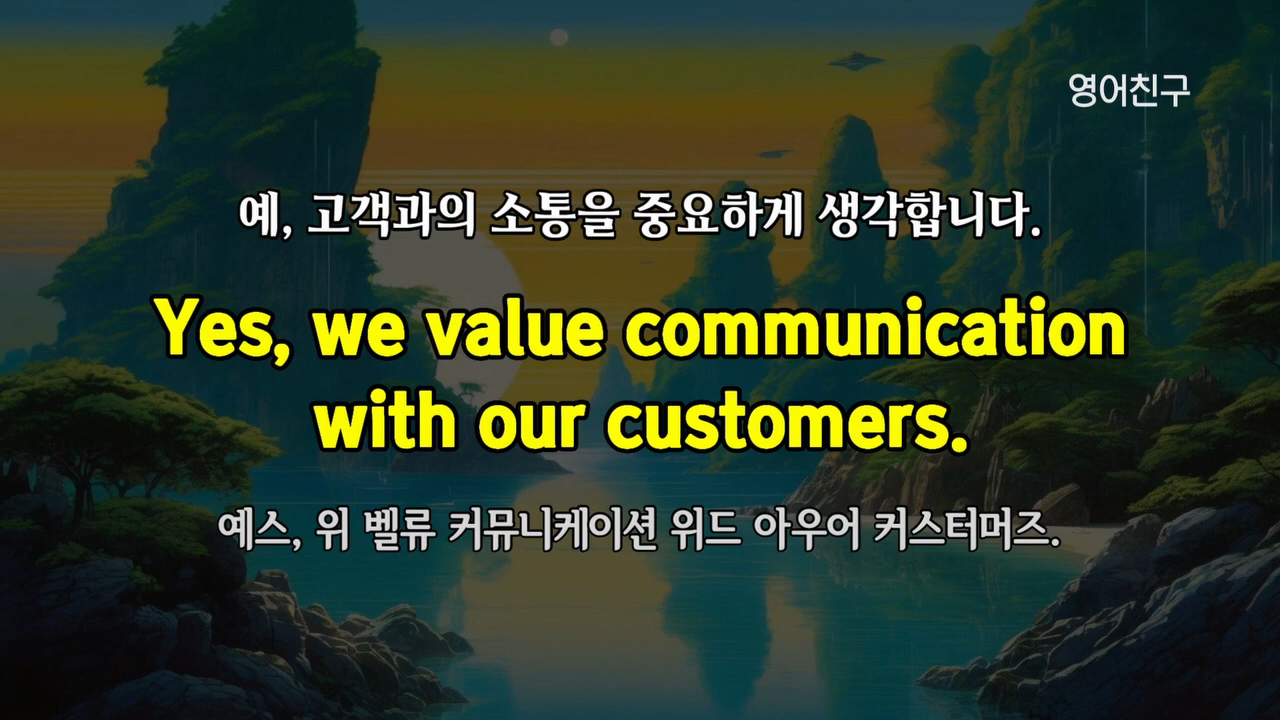 영어친구
예, 고객과의 소통을 중요하게 생각합니다.
Yes, we value communication
with our customers.
예스, 위 벨류 커뮤니케이션 위드 아우어 커스터머즈.